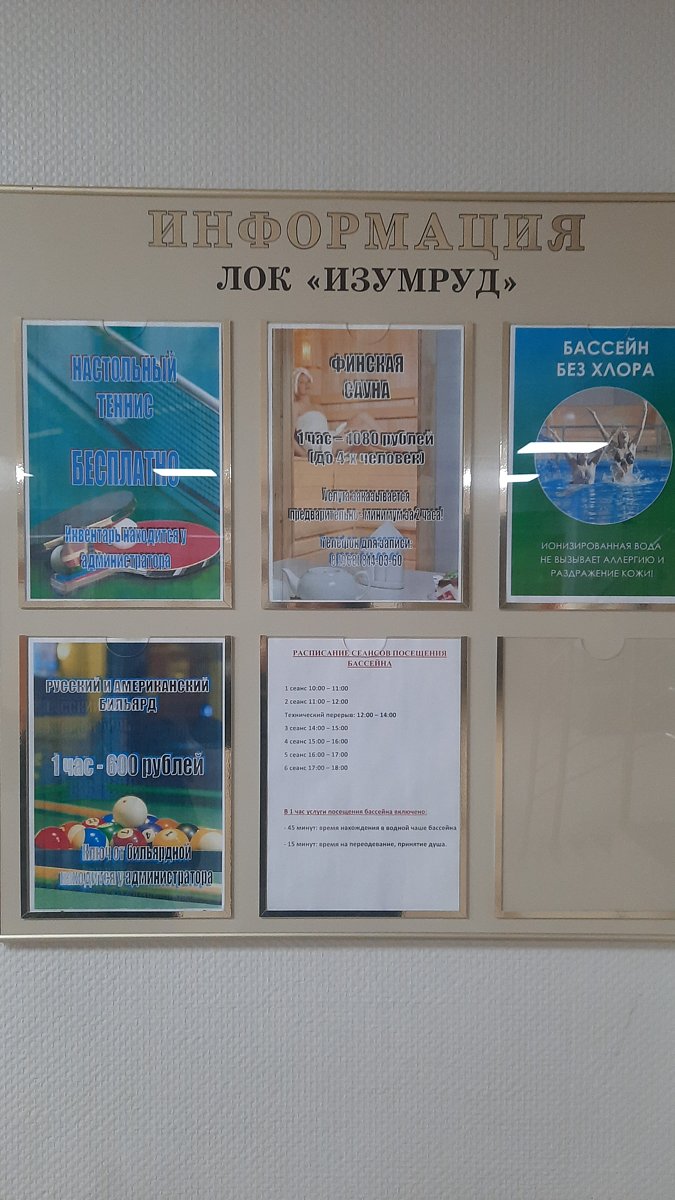 ИНФОРМАЦИЯ
ЛОК «ИЗУМРУД»
НАСТОЛЬНЫЙ
ТЕННИС
БЕСПЛАТНО
Инвентарь находится у
администратора
ФИНСКАЯ
САУНА
1 час – 1080 рублей
(до 4-х человек)
Услуга заказывается
предварительно - минимум за 2 часа!
Телефон для записи:
БАССЕЙН
БЕЗ ХЛОРА
ИОНИЗИРОВАННАЯ ВОДА
НЕ ВЫЗЫВАЕТ АЛЛЕРГИЮ И
РАЗДРАЖЕНИЕ КОЖИ!
РУССКИЙ И АМЕРИКАНСКИЙ
БИЛЬЯРД
1 час - 600 рублей
Ключ от бильярдной
находится у администратора
РАСПИСАНИЕ СЕАНСОВ ПОСЕЩЕНИЯ
БАССЕЙНА
1 сеанс 10:00 – 11:00
2 сеанс 11:00 – 12:00
Технический перерыв: 12:00 – 14:00
3 сеанс 14:00 – 15:00
4 сеанс 15:00 – 16:00
5 сеанс 16:00 – 17:00
6 сеанс 17:00 – 18:00
В 1 час услуги посещения бассейна включено:
- 45 минут: время нахождения в водной чаше бассейна
- 15 минут: время на переодевание, принятие душа.